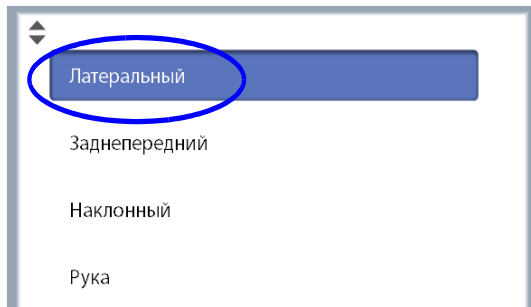 Латеральный
Заднепередний
Наклонный
Рука